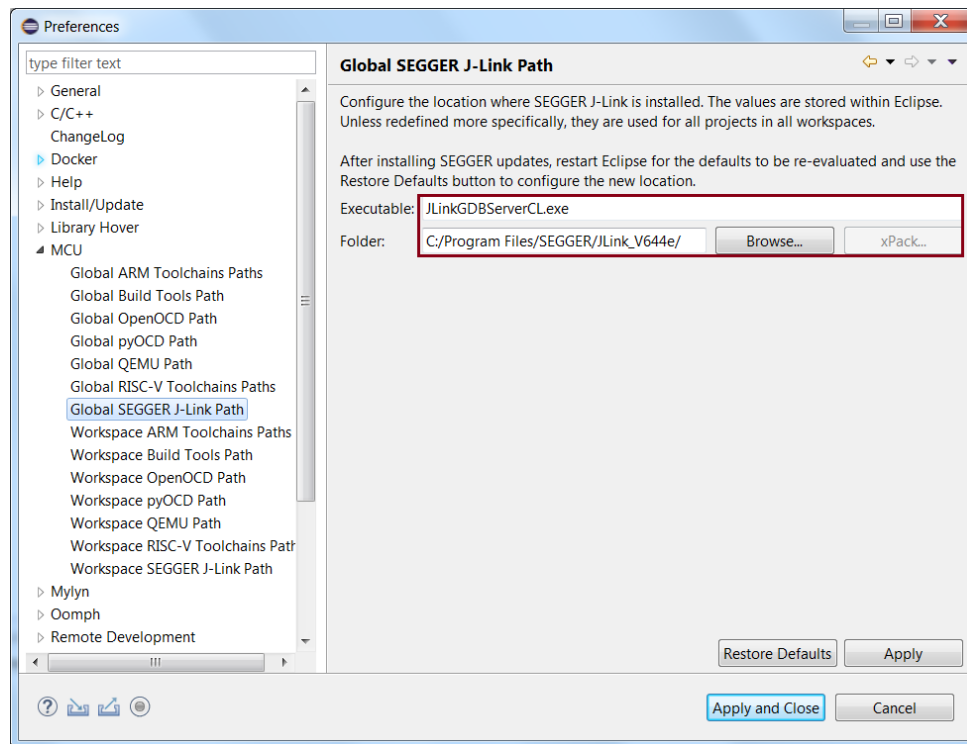 Preferences
type filter text
General
C/C++
ChangeLog
Docker
Help
Install/Update
Library Hover
MCU
Global ARM Toolchains Paths
Global Build Tools Path
Global OpenOCD Path
Global pyOCD Path
Global QEMU Path
Global RISC-V Toolchains Paths
Global SEGGER J-Link Path
Workspace ARM Toolchains Paths
Workspace Build Tools Path
Workspace OpenOCD Path
Workspace pyOCD Path
Workspace QEMU Path
Workspace RISC-V Toolchains Path
Workspace SEGGER J-Link Path
Mylyn
Oomph
Remote Development
Global SEGGER J-Link Path
Configure the location where SEGGER J-Link is installed. The values are stored within Eclipse.
Unless redefined more specifically, they are used for all projects in all workspaces.
After installing SEGGER updates, restart Eclipse for the defaults to be re-evaluated and use the
Restore Defaults button to configure the new location.
Executable: JLinkGDBServerCL.exe
Folder: C:/Program Files/SEGGER/JLink_V644e/ Browse... xPack...
Restore Defaults Apply
Apply and Close Cancel